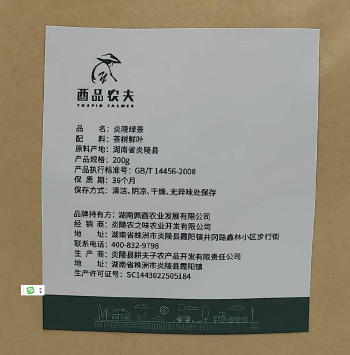 酉品农夫
YOUPIN FARMER
品 名：炎陵绿茶
配 料：茶树鲜叶
原料产地：湖南省炎陵县
产品规格：200g
产品执行标准号：GB/T 14456-2008
保 质 期：36个月
保存方式：清洁、阴凉、干燥、无异味处保存
品牌持有方：湖南佩酉农业发展有限公司
经 销 商：炎陵农之味农业开发有限公司
地 址：湖南省株洲市炎陵县霞阳镇井冈路鑫林小区步行街
联系电话：400-832-9798
生 产 商：炎陵县耕夫子农产品开发有限责任公司
地 址：湖南省株洲市炎陵县霞阳镇
生产许可证号：SC1443022505184